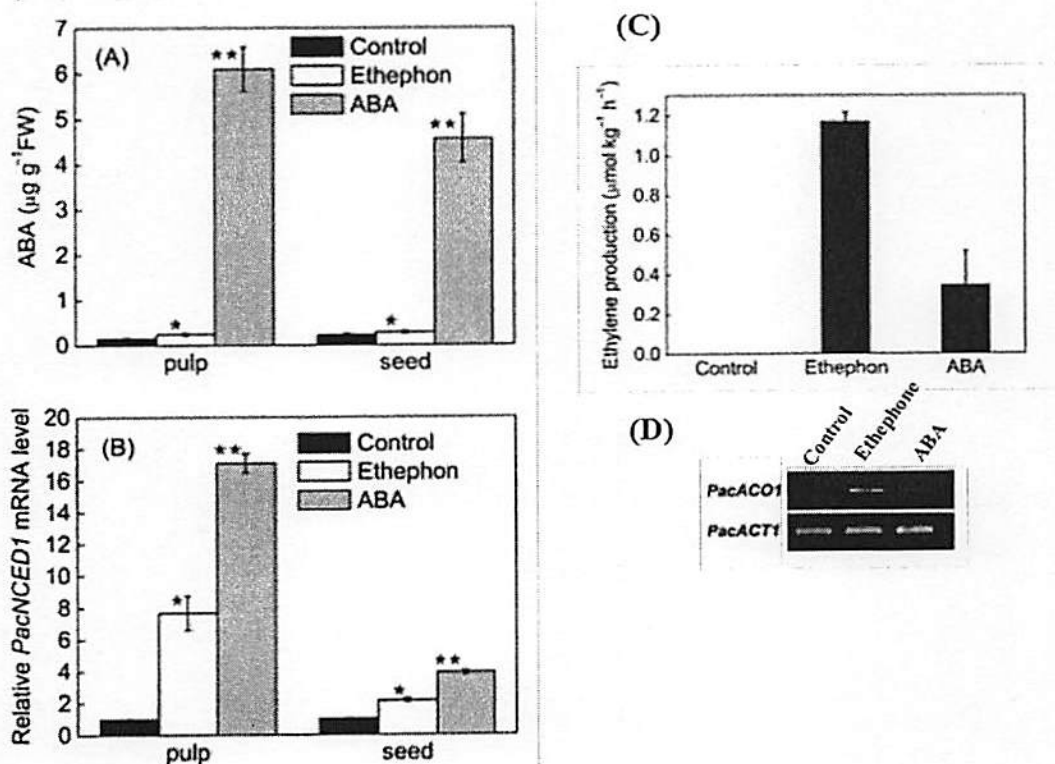 (A)
Control
Ethephon
ABA
**
*
**
*
7
6
5
4
3
2
1
0
ABA (μg g⁻¹FW)
pulp seed
(B)
Control
Ethephon
ABA
**
*
**
*
20
18
16
14
12
10
8
6
4
2
0
Relative PacNCED1 mRNA level
pulp seed
(C)
Ethylene production (μmol kg⁻¹ h⁻¹)
1.2
1.0
0.8
0.6
0.4
0.2
0.0
Control Ethephon ABA
(D)
Control Ethephone ABA
PacACO1
PacACT1